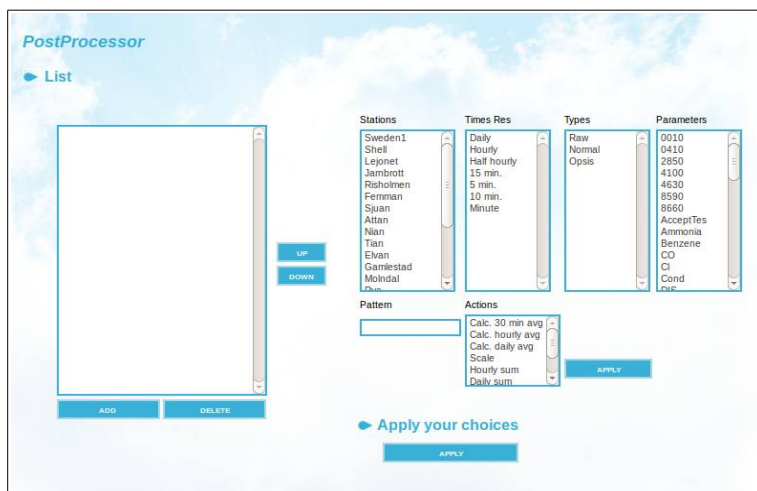 PostProcessor
List
Stations
Sweden1
Shell
Lejonet
Jambrott
Risholmen
Femman
Sjuan
Attan
Nian
Tian
Elvan
Gamlestad
Molndal
Times Res
Daily
Hourly
Half hourly
15 min.
5 min.
10 min.
Minute
Types
Raw
Normal
Opsis
Parameters
0010
0410
2850
4100
4630
8590
8660
AcceptTes
Ammonia
Benzene
CO
Cl
Cond
DIS
UP
DOWN
Pattern
Actions
Calc. 30 min avg
Calc. hourly avg
Calc. daily avg
Scale
Hourly sum
Daily sum
APPLY
ADD
DELETE
Apply your choices
APPLY